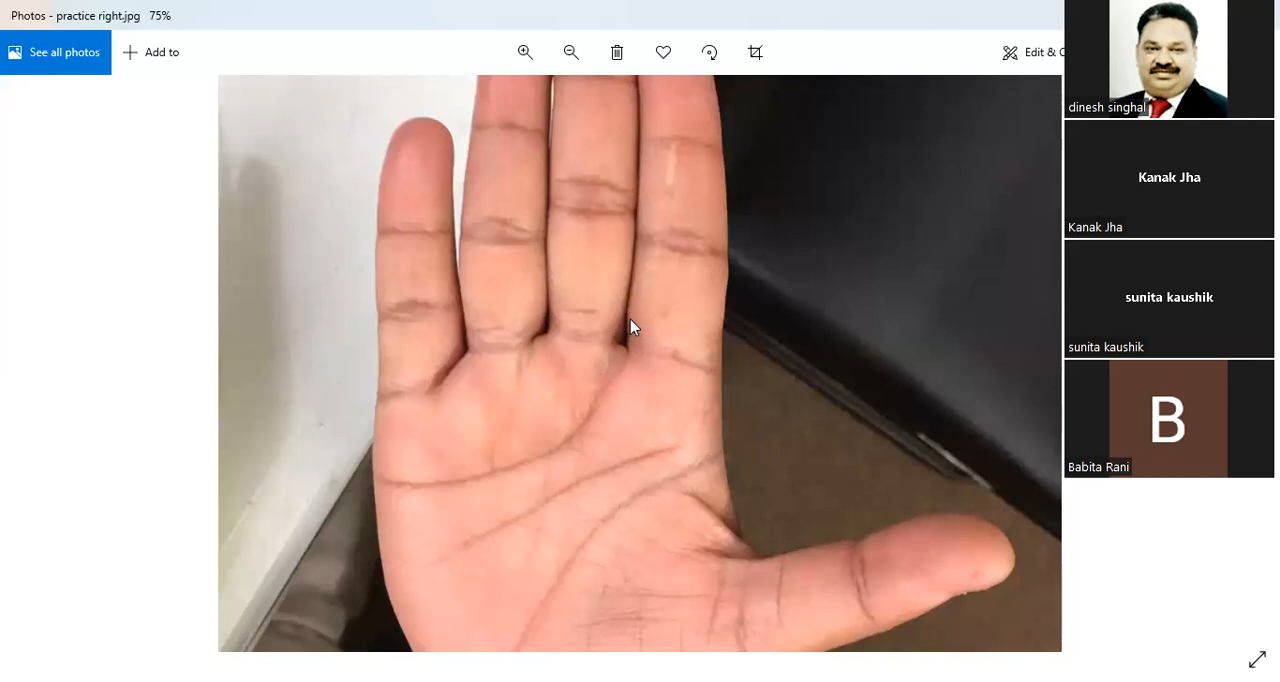 Photos - practice right.jpg 75%
See all photos
Add to
Edit & C
dinesh singhal
Kanak Jha
Kanak Jha
sunita kaushik
sunita kaushik
B
Babita Rani